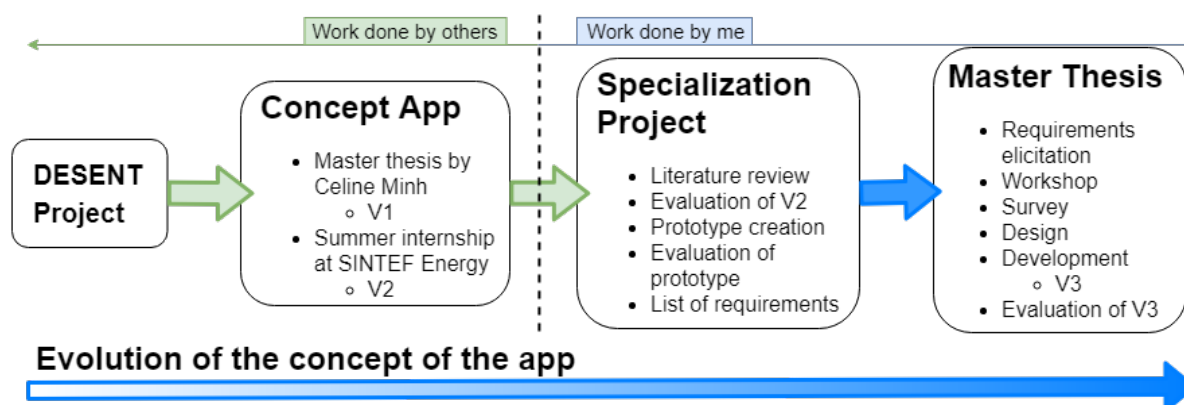 Work done by others
Work done by me
DESENT
Project
Concept App
• Master thesis by
Celine Minh
○ V1
• Summer internship
at SINTEF Energy
○ V2
Specialization
Project
• Literature review
• Evaluation of V2
• Prototype creation
• Evaluation of
prototype
• List of requirements
Master Thesis
• Requirements
elicitation
• Workshop
• Survey
• Design
• Development
○ V3
• Evaluation of V3
Evolution of the concept of the app